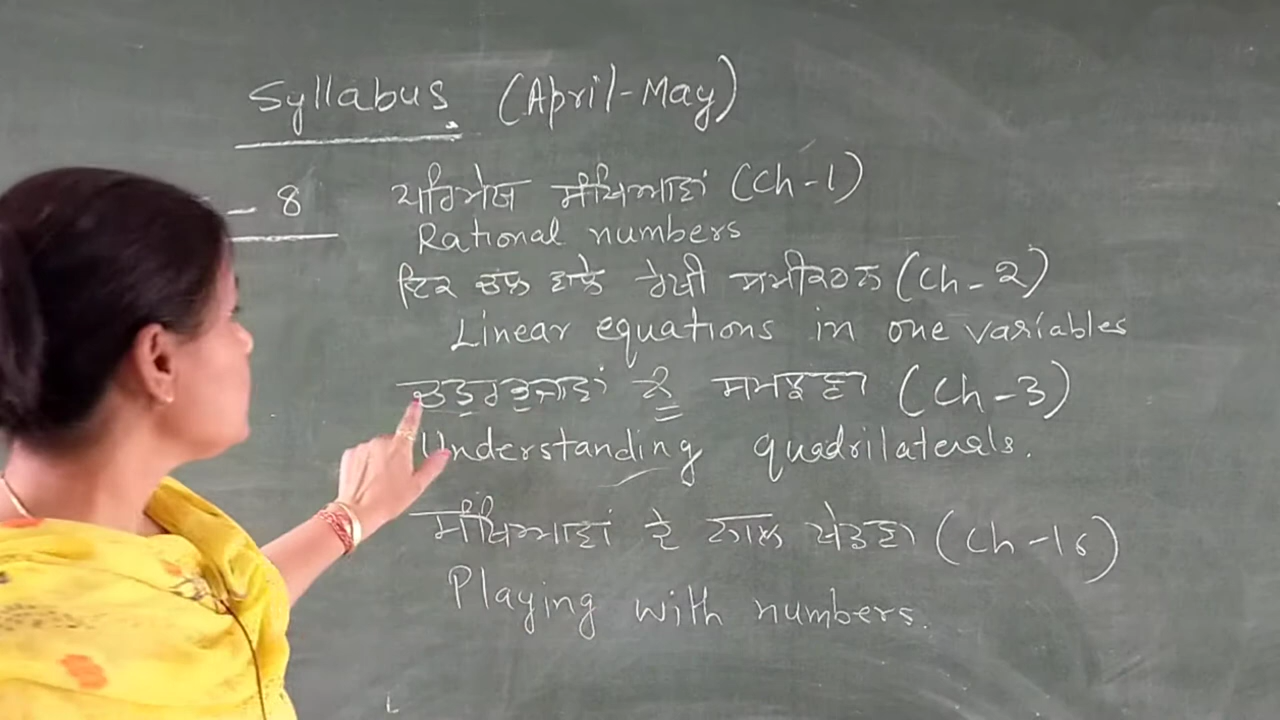 Syllabus (April-May)
- 8
ਪਰਿਮੇਯ ਸੰਖਿਆਵਾਂ (Ch-1)
Rational numbers
ਇਕ ਚਲ ਵਾਲੇ ਰੇਖੀ ਸਮੀਕਰਨ (Ch-2)
Linear equations in one variables
ਚਤੁਰਭੁਜਾਵਾਂ ਨੂੰ ਸਮਝਣਾ (Ch-3)
Understanding quadrilaterals.
ਸੰਖਿਆਵਾਂ ਦੇ ਨਾਲ ਖੇਡਣਾ (Ch-16)
Playing with numbers.